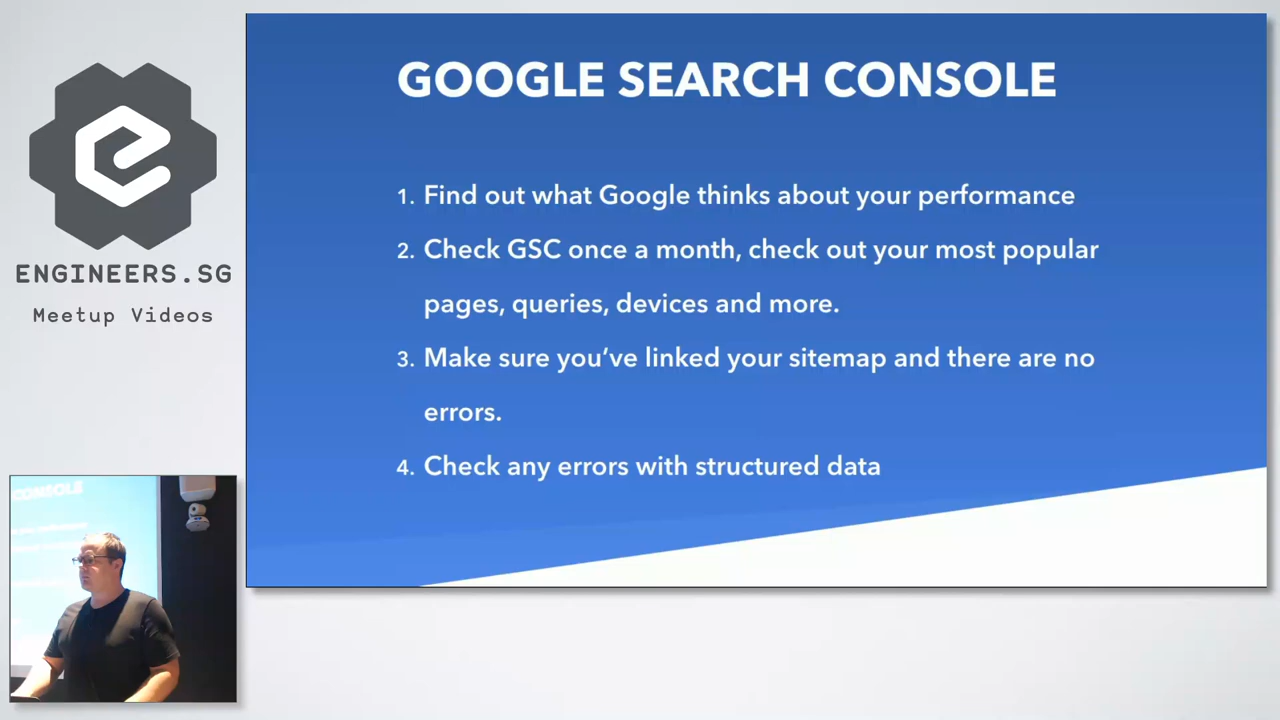 ENGINEERS.SG
Meetup Videos
GOOGLE SEARCH CONSOLE
1. Find out what Google thinks about your performance
2. Check GSC once a month, check out your most popular
pages, queries, devices and more.
3. Make sure you’ve linked your sitemap and there are no
errors.
4. Check any errors with structured data
CONSOLE